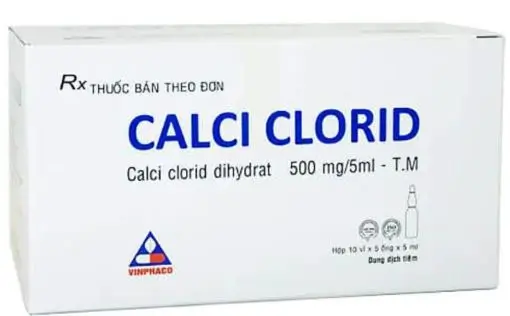 Rx THUỐC BÁN THEO ĐƠN
CALCI CLORID
Calci clorid dihydrat 500 mg/5ml - T.M
Hộp 10 vỉ x 5 ống x 5 ml
Dung dịch tiêm
VINPHACO